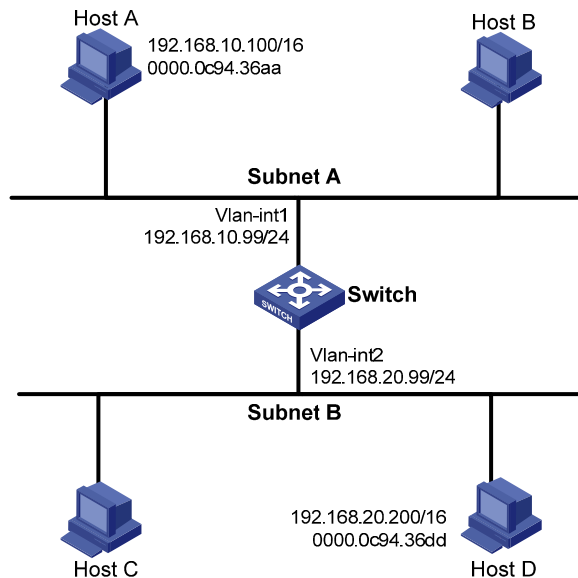 Host A
Host B
192.168.10.100/16
0000.0c94.36aa
Subnet A
Vlan-int1
192.168.10.99/24
SWITCH
Switch
Vlan-int2
192.168.20.99/24
Subnet B
192.168.20.200/16
0000.0c94.36dd
Host C
Host D